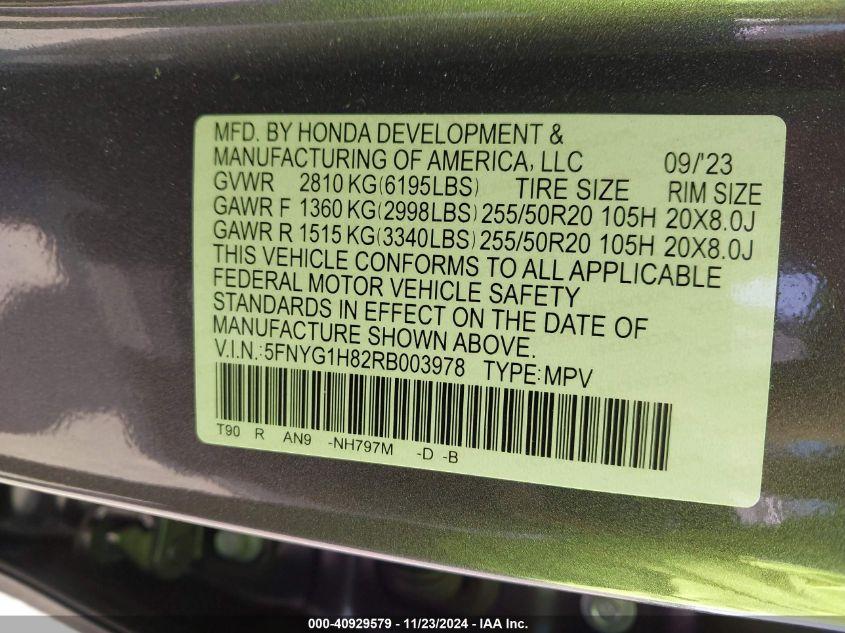 MFD. BY HONDA DEVELOPMENT &
MANUFACTURING OF AMERICA, LLC 09/'23
GVWR 2810 KG(6195LBS) TIRE SIZE RIM SIZE
GAWR F 1360 KG(2998LBS) 255/50R20 105H 20X8.0J
GAWR R 1515 KG(3340LBS) 255/50R20 105H 20X8.0J
THIS VEHICLE CONFORMS TO ALL APPLICABLE
FEDERAL MOTOR VEHICLE SAFETY
STANDARDS IN EFFECT ON THE DATE OF
MANUFACTURE SHOWN ABOVE.
V.I.N.:5FNYG1H82RB003978 TYPE:MPV
T90 R AN9 -NH797M -D -B
000-40929579 - 11/23/2024 - IAA Inc.